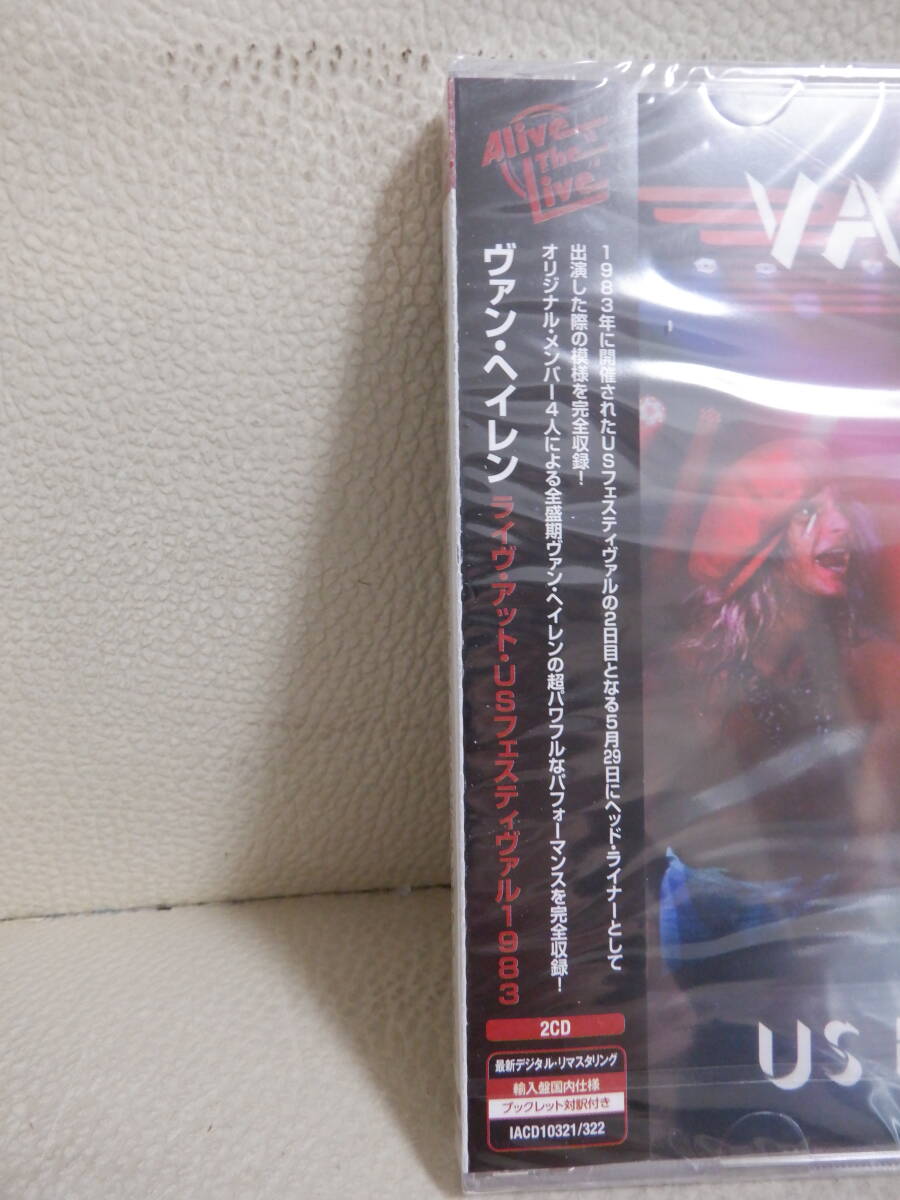 Alive
The
Live
1983年に開催されたUSフェスティヴァルの2日目となる5月29日にヘッド・ライナーとして
出演した際の模様を完全収録！
オリジナル・メンバー4人による全盛期ヴァン・ヘイレンの超パワフルなパフォーマンスを完全収録！
ヴァン・ヘイレン ライヴ・アット・USフェスティヴァル1983
2CD
最新デジタル・リマスタリング
輸入盤国内仕様
ブックレット対訳付き
IACD10321/322
VA
US